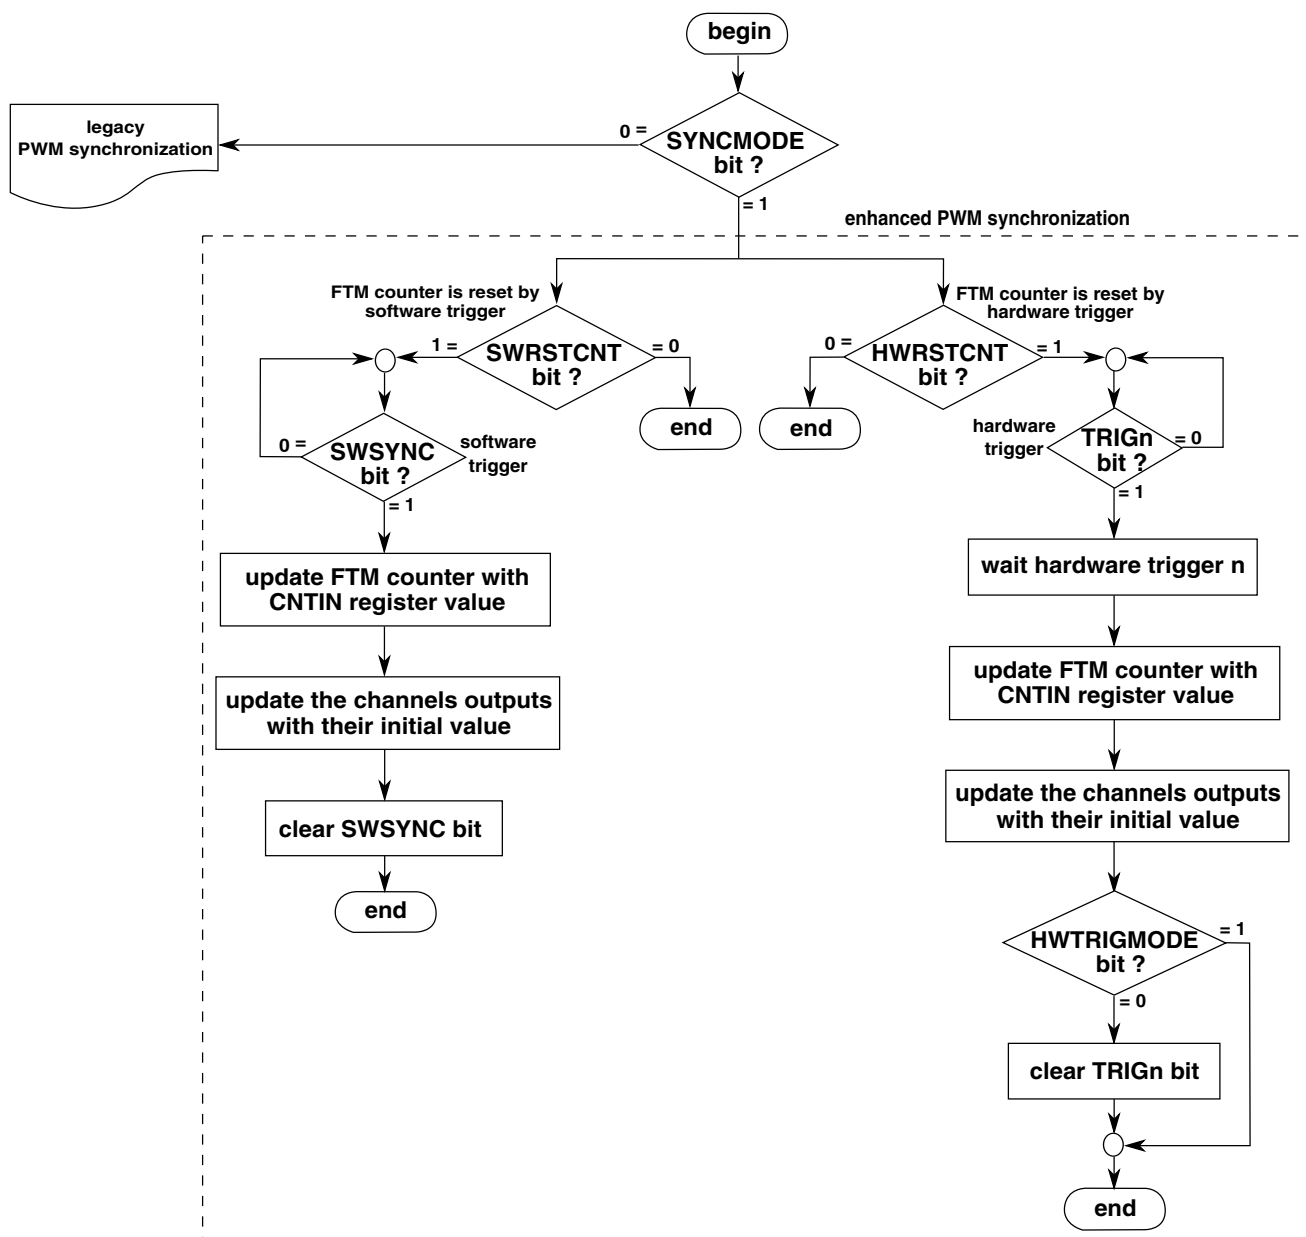 begin
legacy
PWM synchronization
0 =
SYNCMODE
bit ?
= 1
enhanced PWM synchronization
FTM counter is reset by
software trigger
1 =
SWRSTCNT
bit ?
= 0
end
FTM counter is reset by
hardware trigger
0 =
HWRSTCNT
bit ?
= 1
end
0 =
SWSYNC
bit ?
software
trigger
= 1
hardware
trigger
TRIGn
bit ?
= 0
= 1
update FTM counter with
CNTIN register value
update the channels outputs
with their initial value
clear SWSYNC bit
end
wait hardware trigger n
update FTM counter with
CNTIN register value
update the channels outputs
with their initial value
HWTRIGMODE
bit ?
= 1
= 0
clear TRIGn bit
end